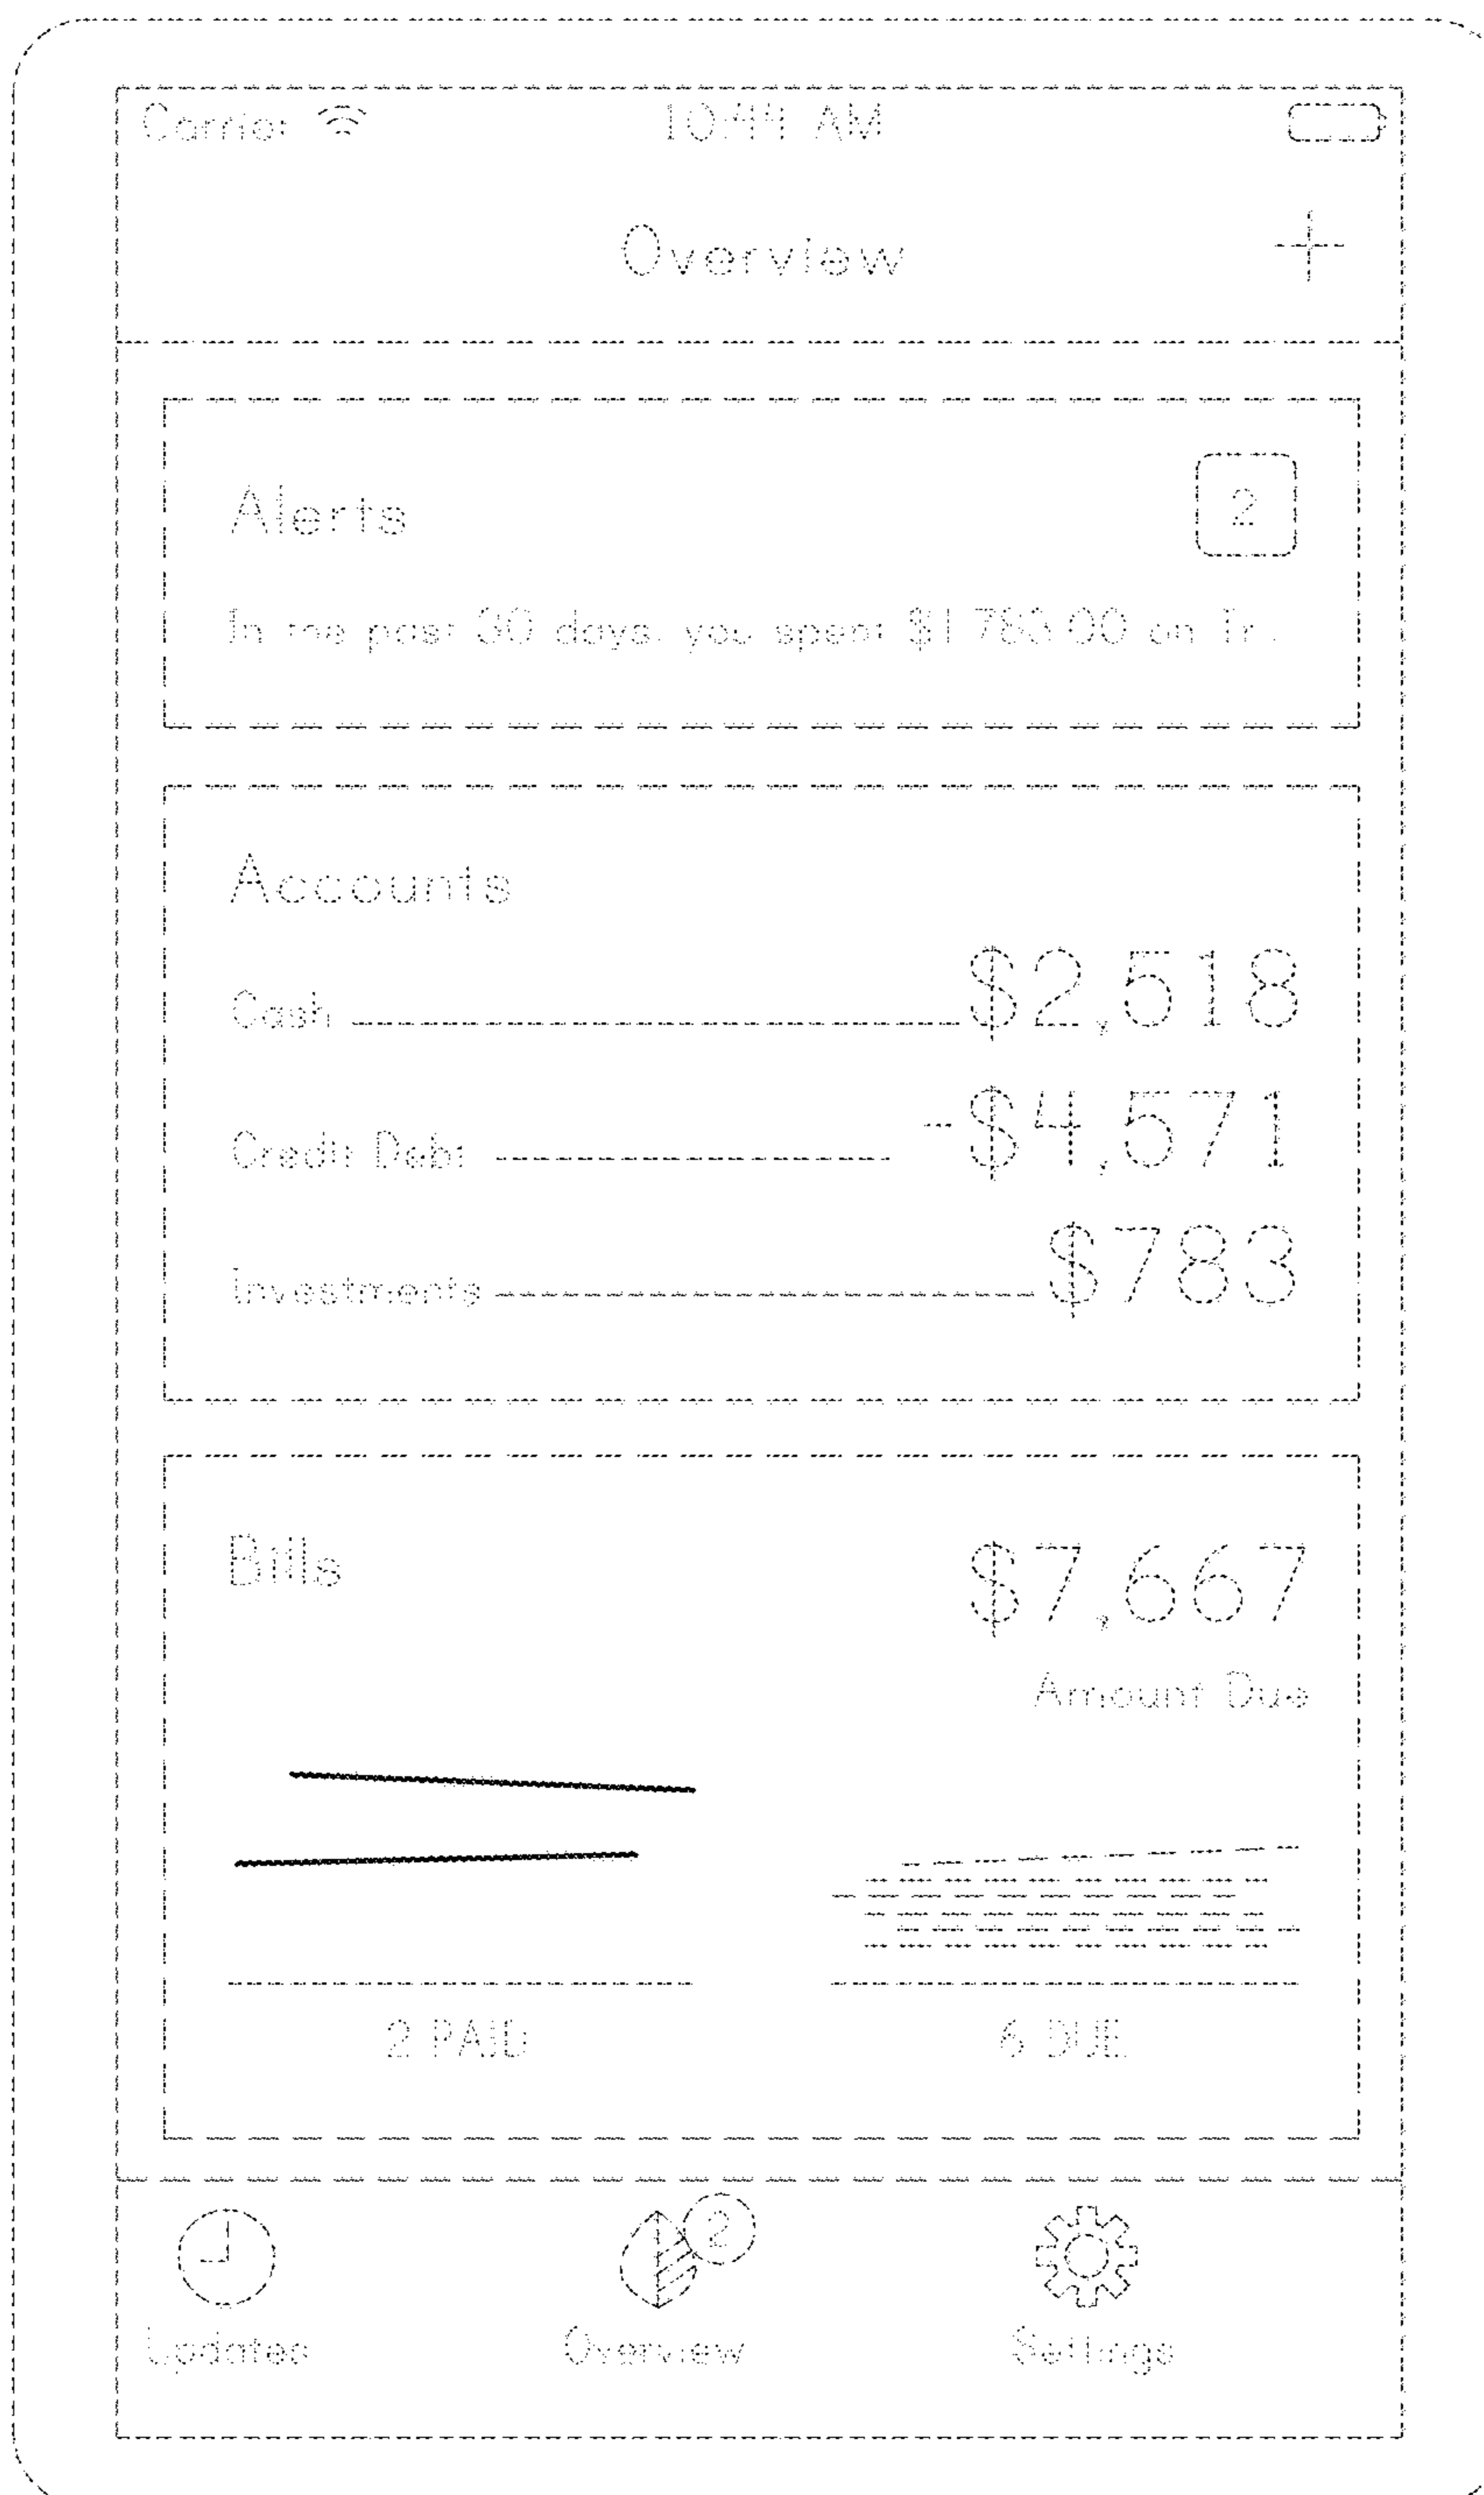 Carrier 10:44 AM
Overview +
Alerts 2
In the past 30 days, you spent $1,783.00 on Tr...
Accounts
Cash $2,518
Credit Debt -$4,571
Investments $783
Bills $7,667
Amount Due
2 PAID 6 DUE
2
Updates Overview Settings